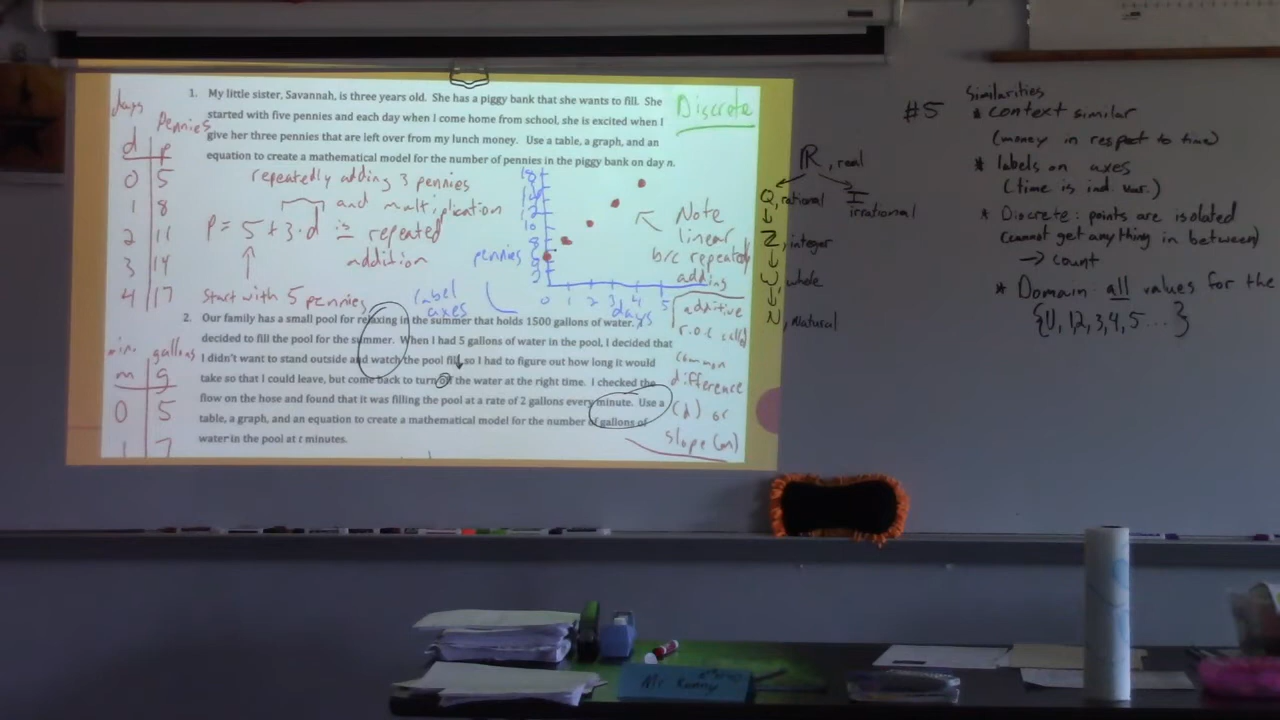 1. My little sister, Savannah, is three years old. She has a piggy bank that she wants to fill. She
started with five pennies and each day when I come home from school, she is excited when I
give her three pennies that are left over from my lunch money. Use a table, a graph, and an
equation to create a mathematical model for the number of pennies in the piggy bank on day n.
Discrete
days
Pennies
d p
0 5
1 8
2 11
3 14
4 17
repeatedly adding 3 pennies
and multiplication
P = 5 + 3·d is repeated
addition
Start with 5 pennies
pennies
label
axes
0 1 2 3 4 5
days
Note
linear
b/c repeated
adding
additive
r.o.c called
common
difference
(d) or
slope (m)
2. Our family has a small pool for relaxing in the summer that holds 1500 gallons of water. I
decided to fill the pool for the summer. When I had 5 gallons of water in the pool, I decided that
I didn't want to stand outside and watch the pool fill, so I had to figure out how long it would
take so that I could leave, but come back to turn off the water at the right time. I checked the
flow on the hose and found that it was filling the pool at a rate of 2 gallons every minute. Use a
table, a graph, and an equation to create a mathematical model for the number of gallons of
water in the pool at t minutes.
min. gallons
m g
0 5
1 7
ℝ, real
Q, rational I irrational
Z, integer
W, whole
N, Natural
#5
Similarities
* context similar
(money in respect to time)
* labels on axes
(time is ind. var.)
* Discrete: points are isolated
(cannot get anything in between)
→ count
* Domain: all values for the
{0, 1, 2, 3, 4, 5 ... }
Mr Kenny